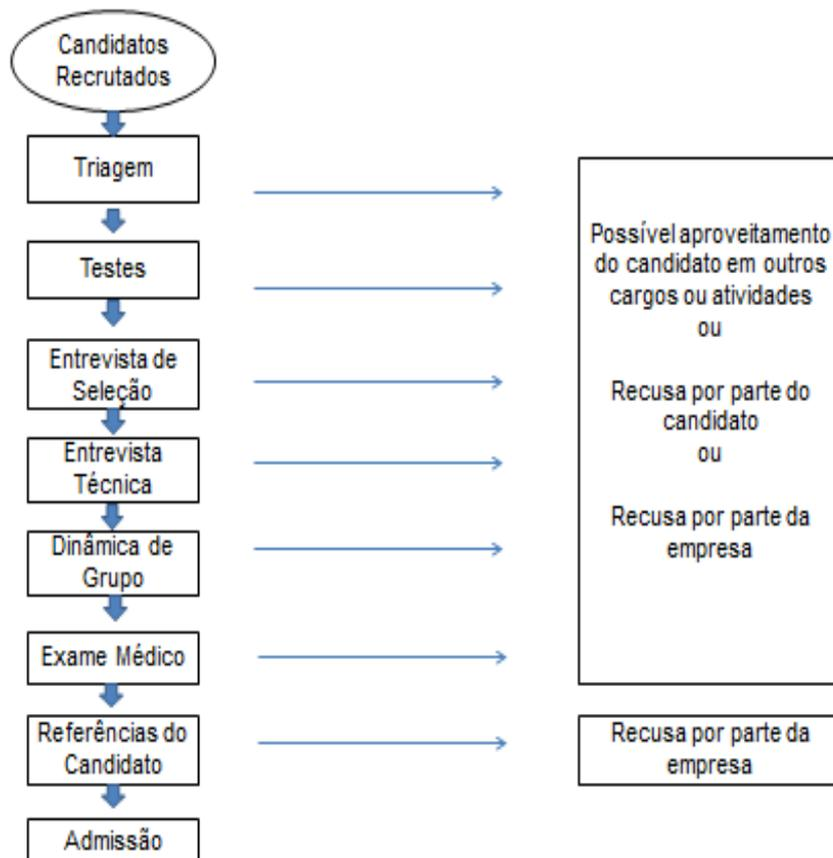 Candidatos
Recrutados
Triagem
Testes
Entrevista de
Seleção
Entrevista
Técnica
Dinâmica de
Grupo
Exame Médico
Referências do
Candidato
Admissão
Possível aproveitamento
do candidato em outros
cargos ou atividades
ou
Recusa por parte do
candidato
ou
Recusa por parte da
empresa
Recusa por parte da
empresa